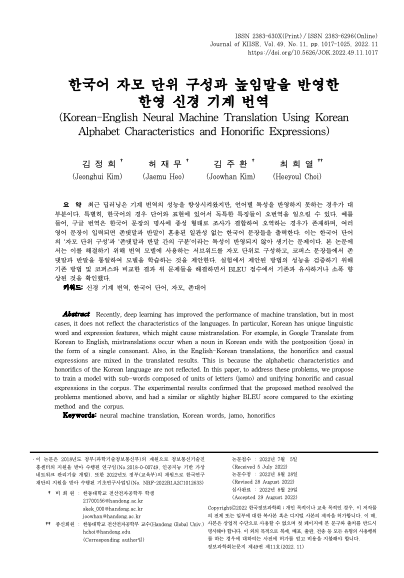 ISSN 2383-630X(Print) / ISSN 2383-6296(Online)
Journal of KIISE, Vol. 49, No. 11, pp. 1017-1025, 2022. 11
https://doi.org/10.5626/JOK.2022.49.11.1017
한국어 자모 단위 구성과 높임말을 반영한
한영 신경 기계 번역
(Korean-English Neural Machine Translation Using Korean
Alphabet Characteristics and Honorific Expressions)
김 정 희† 허 재 무† 김 주 환† 최 희 열††
(Jeonghui Kim) (Jaemu Heo) (Joowhan Kim) (Heeyoul Choi)
요 약 최근 딥러닝은 기계 번역의 성능을 향상시켜왔지만, 언어별 특성을 반영하지 못하는 경우가 대
부분이다. 특별히, 한국어의 경우 단어와 표현에 있어서 독특한 특징들이 오번역을 일으킬 수 있다. 예를
들어, 구글 번역은 한국어 문장의 명사에 종성 형태로 조사가 결합하여 오역하는 경우가 존재하며, 여러
영어 문장이 입력되면 존댓말과 반말이 혼용된 일관성 없는 한국어 문장들을 출력한다. 이는 한국어 단어
의 '자모 단위 구성'과 '존댓말과 반말 간의 구분'이라는 특성이 반영되지 않아 생기는 문제이다. 본 논문에
서는 이를 해결하기 위해 번역 모델에 사용하는 서브워드를 자모 단위로 구성하고, 코퍼스 문장들에서 존
댓말과 반말을 통일하여 모델을 학습하는 것을 제안한다. 실험에서 제안된 방법의 성능을 검증하기 위해
기존 방법 및 코퍼스와 비교한 결과 위 문제들을 해결하면서 BLEU 점수에서 기존과 유사하거나 소폭 향
상된 것을 확인했다.
키워드: 신경 기계 번역, 한국어 단어, 자모, 존대어
Abstract Recently, deep learning has improved the performance of machine translation, but in most
cases, it does not reflect the characteristics of the languages. In particular, Korean has unique linguistic
word and expression features, which might cause mistranslation. For example, in Google Translate from
Korean to English, mistranslations occur when a noun in Korean ends with the postposition (josa) in
the form of a single consonant. Also, in the English-Korean translations, the honorifics and casual
expressions are mixed in the translated results. This is because the alphabetic characteristics and
honorifics of the Korean language are not reflected. In this paper, to address these problems, we propose
to train a model with sub-words composed of units of letters (jamo) and unifying honorific and casual
expressions in the corpus. The experimental results confirmed that the proposed method resolved the
problems mentioned above, and had a similar or slightly higher BLEU score compared to the existing
method and the corpus.
Keywords: neural machine translation, Korean words, jamo, honorifics
· 이 논문은 2018년도 정부(과학기술정보통신부)의 재원으로 정보통신기술진
흥센터의 지원을 받아 수행된 연구임(No.2018-0-00749, 인공지능 기반 가상
네트워크 관리기술 개발). 또한 2022년도 정부(교육부)의 재원으로 한국연구
재단의 지원을 받아 수행된 기초연구사업임(No. NRF-2022R1A2C1012633)
† 비 회 원 : 한동대학교 전산전자공학부 학생
21700150@handong.ac.kr
skek_000@handong.ac.kr
joowhan@handong.ac.kr
†† 종신회원 : 한동대학교 전산전자공학부 교수(Handong Global Univ.)
hchoi@handong.edu
(Corresponding author임)
논문접수 : 2022년 7월 5일
(Received 5 July 2022)
논문수정 : 2022년 8월 26일
(Revised 26 August 2022)
심사완료 : 2022년 8월 29일
(Accepted 29 August 2022)
Copyright©2022 한국정보과학회ː개인 목적이나 교육 목적인 경우, 이 저작물
의 전체 또는 일부에 대한 복사본 혹은 디지털 사본의 제작을 허가합니다. 이 때,
사본은 상업적 수단으로 사용할 수 없으며 첫 페이지에 본 문구와 출처를 반드시
명시해야 합니다. 이 외의 목적으로 복제, 배포, 출판, 전송 등 모든 유형의 사용행위
를 하는 경우에 대하여는 사전에 허가를 얻고 비용을 지불해야 합니다.
정보과학회논문지 제49권 제11호(2022. 11)